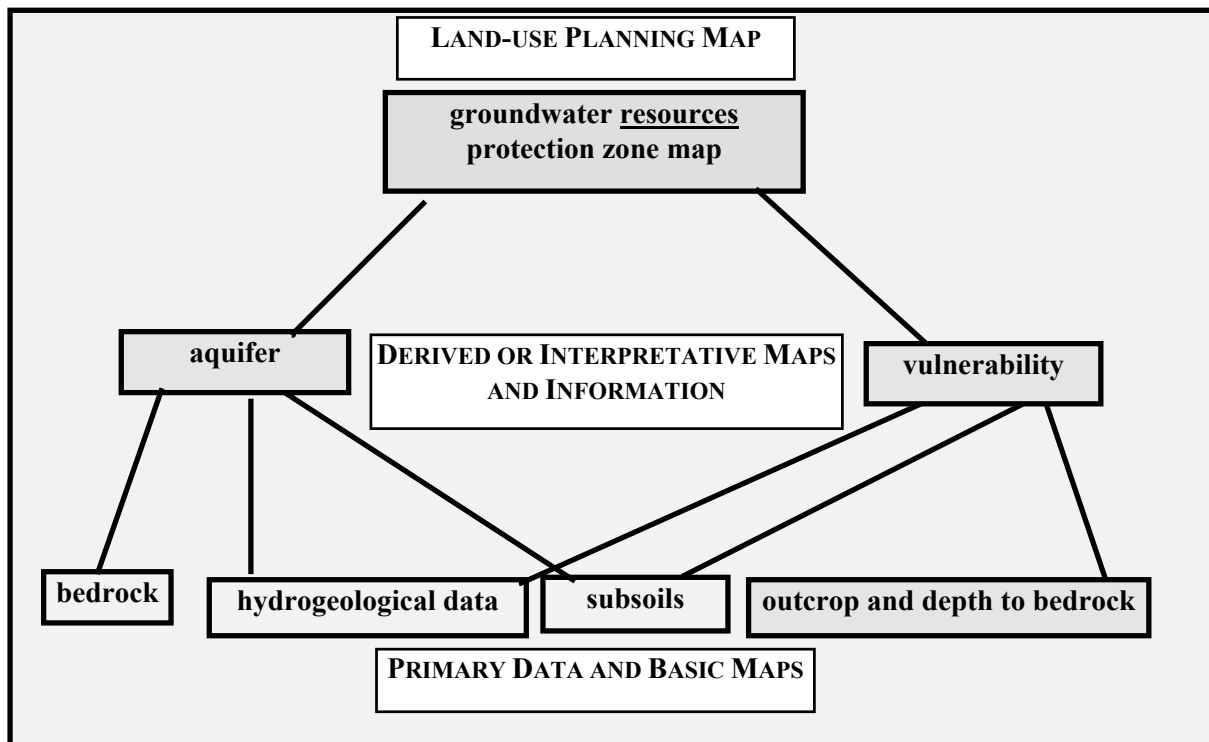 LAND-USE PLANNING MAP
groundwater resources
protection zone map
aquifer
DERIVED OR INTERPRETATIVE MAPS
AND INFORMATION
vulnerability
bedrock
hydrogeological data
subsoils
outcrop and depth to bedrock
PRIMARY DATA AND BASIC MAPS